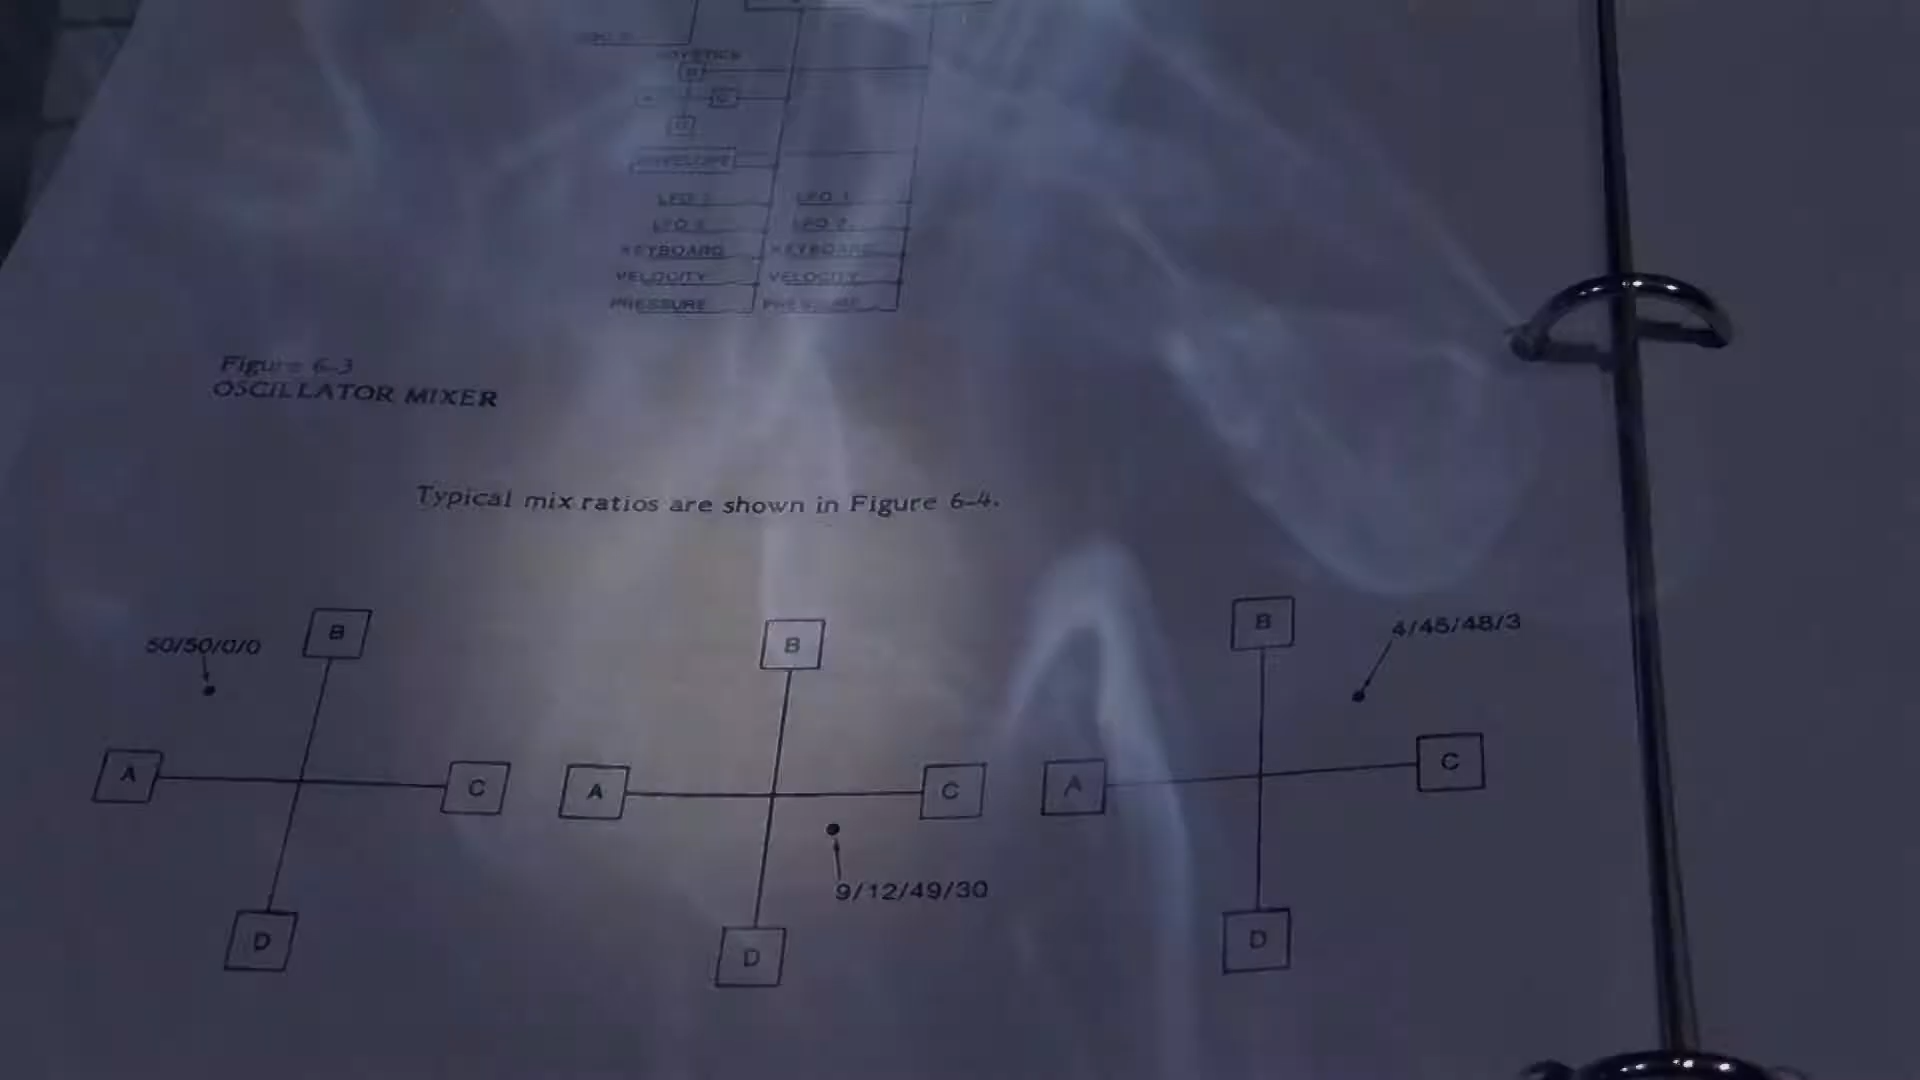 JOYSTICK
B
C
D
ENVELOPE
LFO 1 LFO 1
LFO 2 LFO 2
KEYBOARD KEYBOARD
VELOCITY VELOCITY
PRESSURE PRESSURE
Figure 6-3
OSCILLATOR MIXER
Typical mix ratios are shown in Figure 6-4.
50/50/0/0 B B B 4/45/48/3
A C A C A C
9/12/49/30
D D D